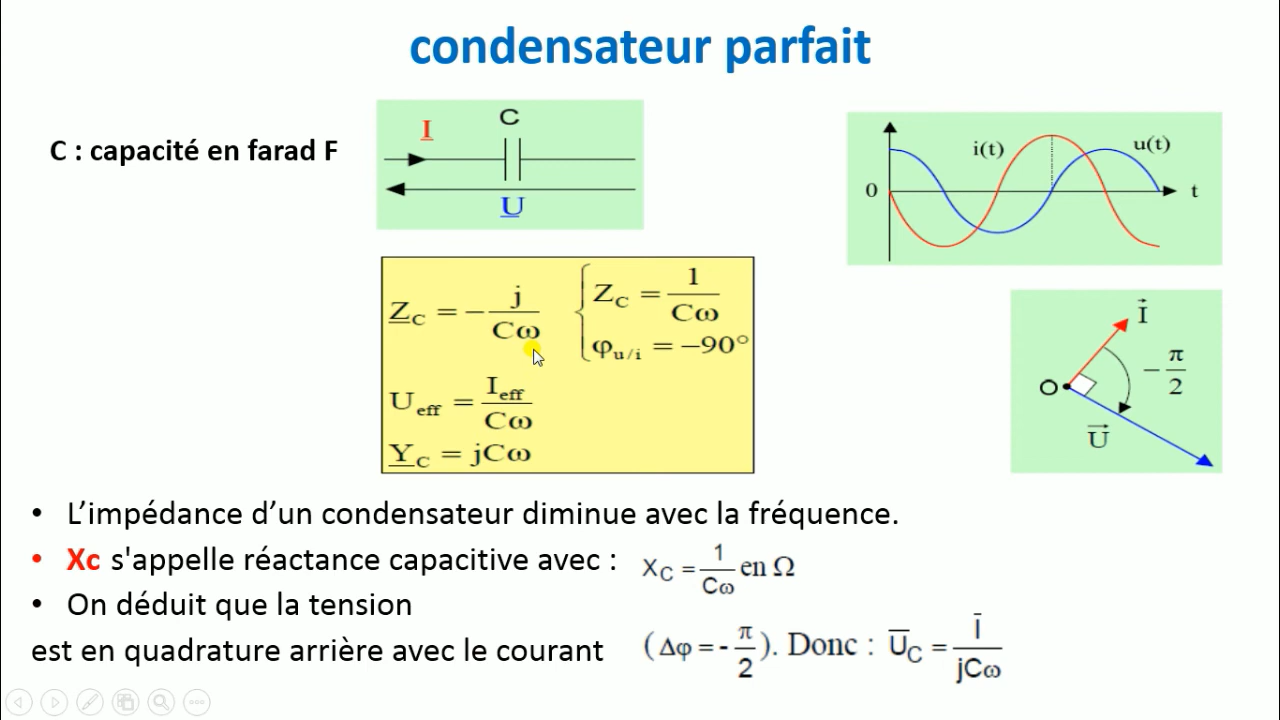 condensateur parfait
C : capacité en farad F
I
C
U
i(t)
u(t)
0
t
Z_C = - j/Cω
Z_C = 1/Cω
φ_u/i = -90°
U_eff = I_eff/Cω
Y_C = jCω
I
- π/2
O
U
• L’impédance d’un condensateur diminue avec la fréquence.
• Xc s'appelle réactance capacitive avec : X_C = 1/Cω en Ω
• On déduit que la tension
est en quadrature arrière avec le courant (Δφ = - π/2). Donc : U̅_C = I̅/jCω